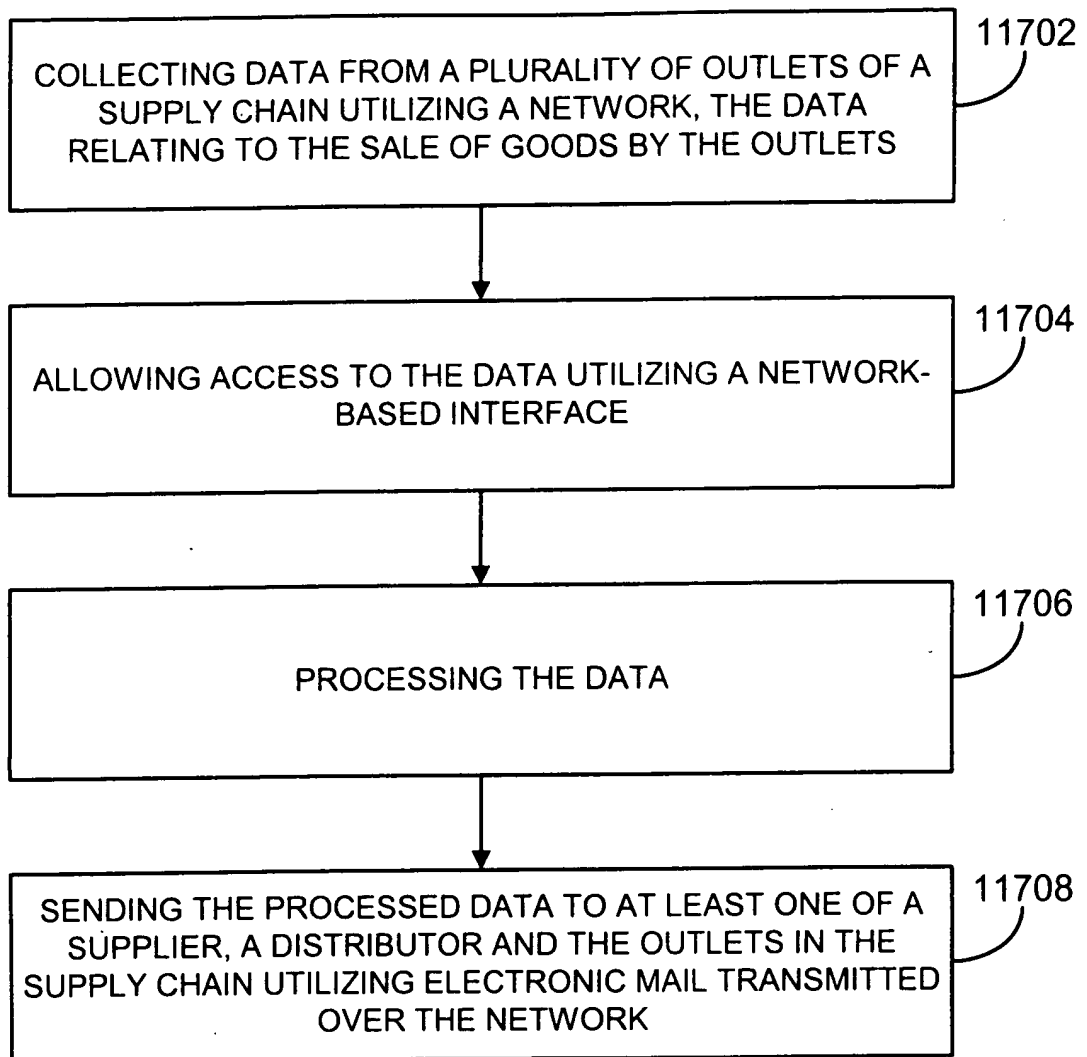 11702
COLLECTING DATA FROM A PLURALITY OF OUTLETS OF A
SUPPLY CHAIN UTILIZING A NETWORK, THE DATA
RELATING TO THE SALE OF GOODS BY THE OUTLETS
11704
ALLOWING ACCESS TO THE DATA UTILIZING A NETWORK-
BASED INTERFACE
11706
PROCESSING THE DATA
11708
SENDING THE PROCESSED DATA TO AT LEAST ONE OF A
SUPPLIER, A DISTRIBUTOR AND THE OUTLETS IN THE
SUPPLY CHAIN UTILIZING ELECTRONIC MAIL TRANSMITTED
OVER THE NETWORK